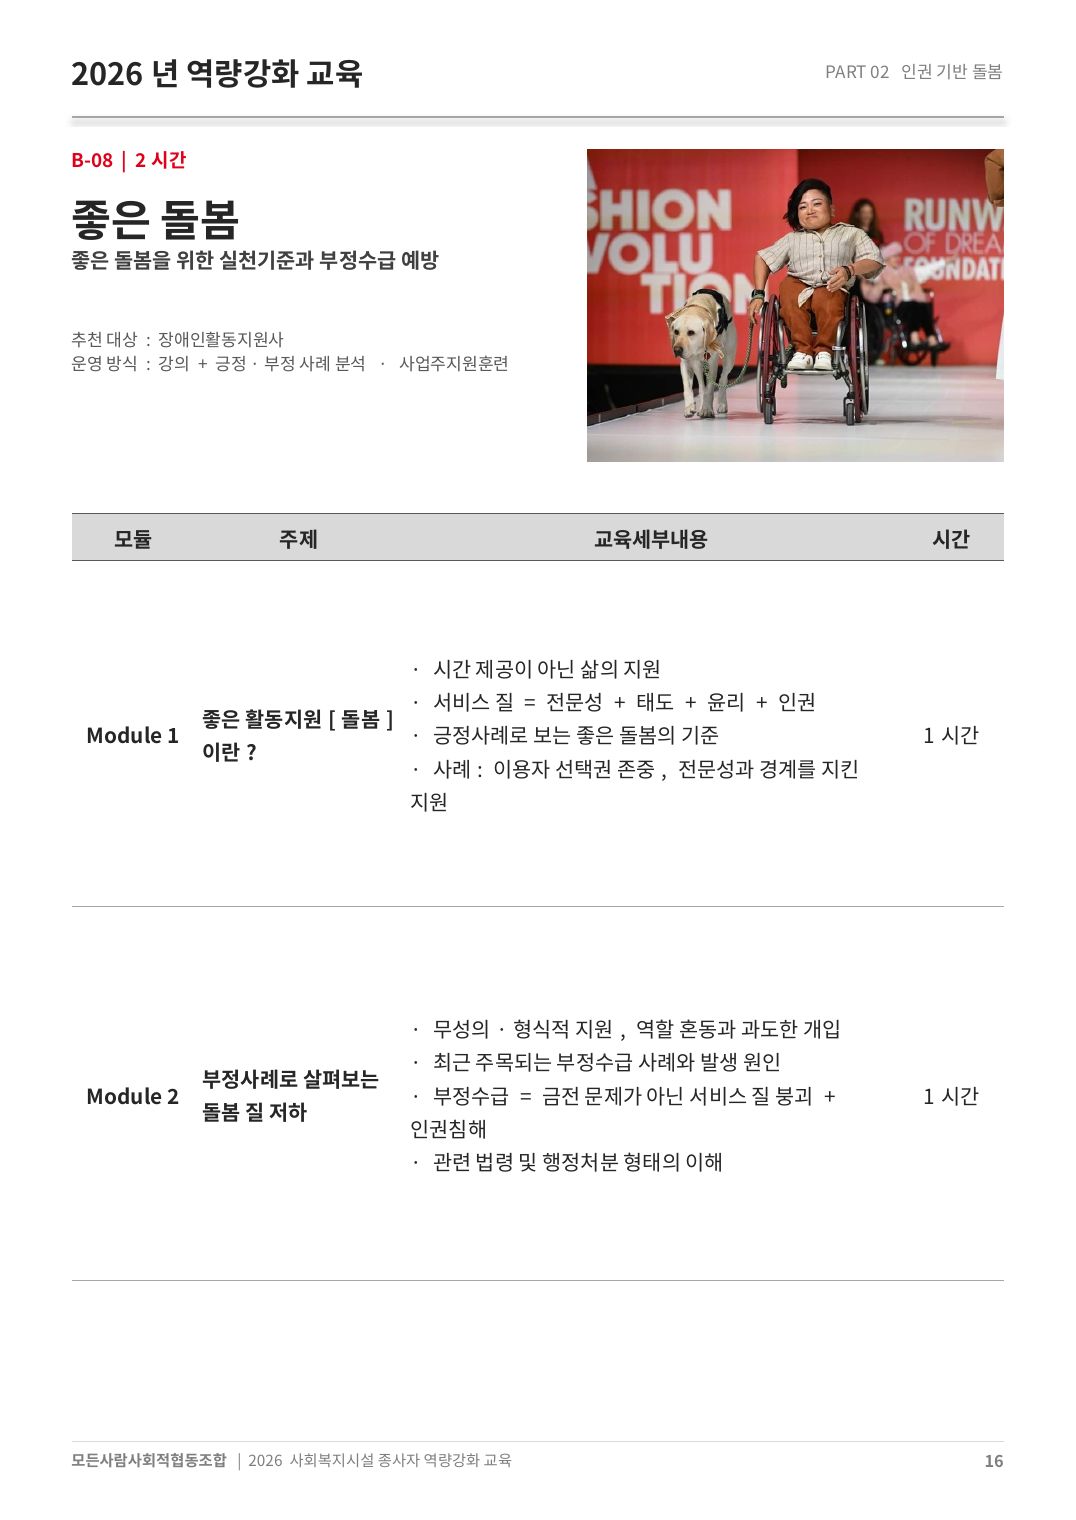 2026 년 역량강화 교육
PART 02 인권 기반 돌봄
B-08 | 2 시간
좋은 돌봄
좋은 돌봄을 위한 실천기준과 부정수급 예방
추천 대상 : 장애인활동지원사
운영 방식 : 강의 + 긍정 · 부정 사례 분석 · 사업주지원훈련
SHION
VOLU
TION
RUNW
OF DREA
FOUNDATI
모듈 주제 교육세부내용 시간
Module 1
좋은 활동지원 [ 돌봄 ]
이란 ?
· 시간 제공이 아닌 삶의 지원
· 서비스 질 = 전문성 + 태도 + 윤리 + 인권
· 긍정사례로 보는 좋은 돌봄의 기준
· 사례 : 이용자 선택권 존중 , 전문성과 경계를 지킨
지원
1 시간
Module 2
부정사례로 살펴보는
돌봄 질 저하
· 무성의 · 형식적 지원 , 역할 혼동과 과도한 개입
· 최근 주목되는 부정수급 사례와 발생 원인
· 부정수급 = 금전 문제가 아닌 서비스 질 붕괴 +
인권침해
· 관련 법령 및 행정처분 형태의 이해
1 시간
모든사람사회적협동조합 | 2026 사회복지시설 종사자 역량강화 교육
16